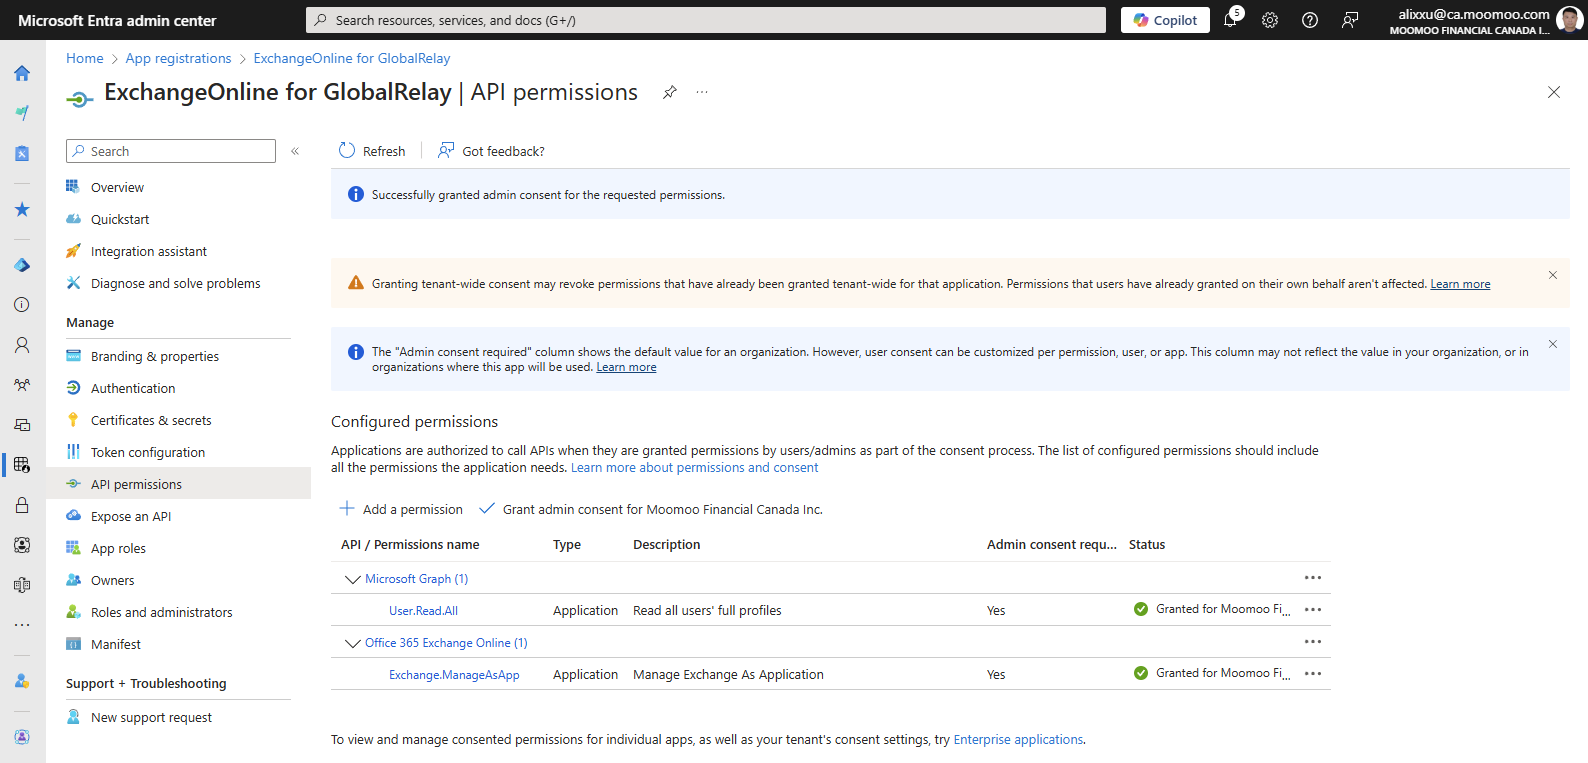 Microsoft Entra admin center
Search resources, services, and docs (G+/)
Copilot
5
alixxu@ca.moomoo.com
MOOMOO FINANCIAL CANADA I...
Home > App registrations > ExchangeOnline for GlobalRelay
ExchangeOnline for GlobalRelay | API permissions
Search
Overview
Quickstart
Integration assistant
Diagnose and solve problems
Manage
Branding & properties
Authentication
Certificates & secrets
Token configuration
API permissions
Expose an API
App roles
Owners
Roles and administrators
Manifest
Support + Troubleshooting
New support request
Refresh
Got feedback?
Successfully granted admin consent for the requested permissions.
Granting tenant-wide consent may revoke permissions that have already been granted tenant-wide for that application. Permissions that users have already granted on their own behalf aren't affected. Learn more
The "Admin consent required" column shows the default value for an organization. However, user consent can be customized per permission, user, or app. This column may not reflect the value in your organization, or in
organizations where this app will be used. Learn more
Configured permissions
Applications are authorized to call APIs when they are granted permissions by users/admins as part of the consent process. The list of configured permissions should include
all the permissions the application needs. Learn more about permissions and consent
Add a permission
Grant admin consent for Moomoo Financial Canada Inc.
API / Permissions name Type Description Admin consent requ... Status
Microsoft Graph (1)
User.Read.All Application Read all users' full profiles Yes Granted for Moomoo Fi...
Office 365 Exchange Online (1)
Exchange.ManageAsApp Application Manage Exchange As Application Yes Granted for Moomoo Fi...
To view and manage consented permissions for individual apps, as well as your tenant's consent settings, try Enterprise applications.